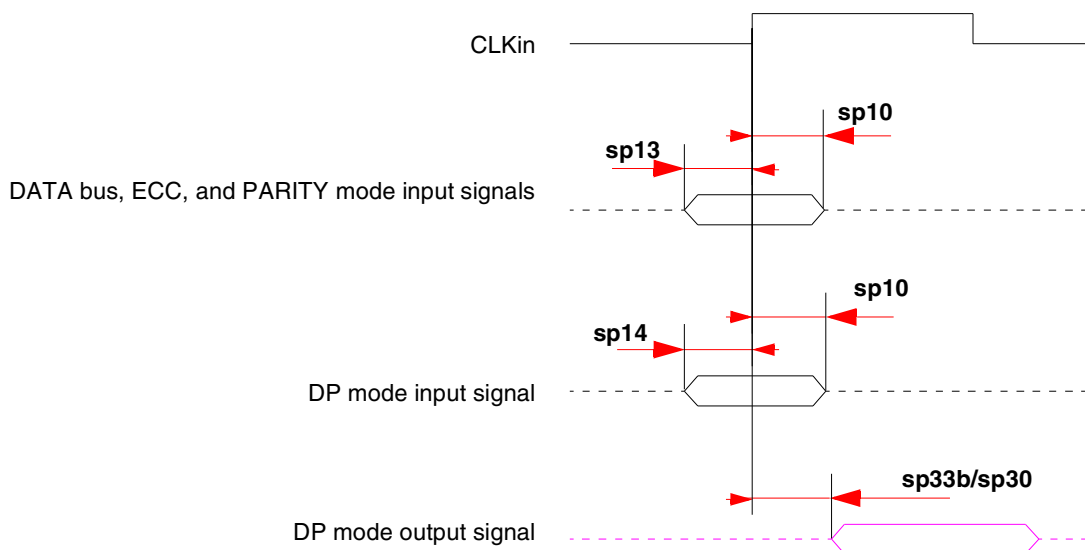 CLKin
sp10
sp13
DATA bus, ECC, and PARITY mode input signals
sp10
sp14
DP mode input signal
sp33b/sp30
DP mode output signal